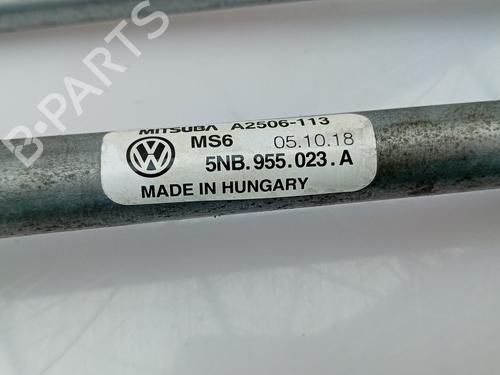 MITSUBA A2506-113
MS6 05.10.18
5NB.955.023.A
MADE IN HUNGARY
B-PARTS